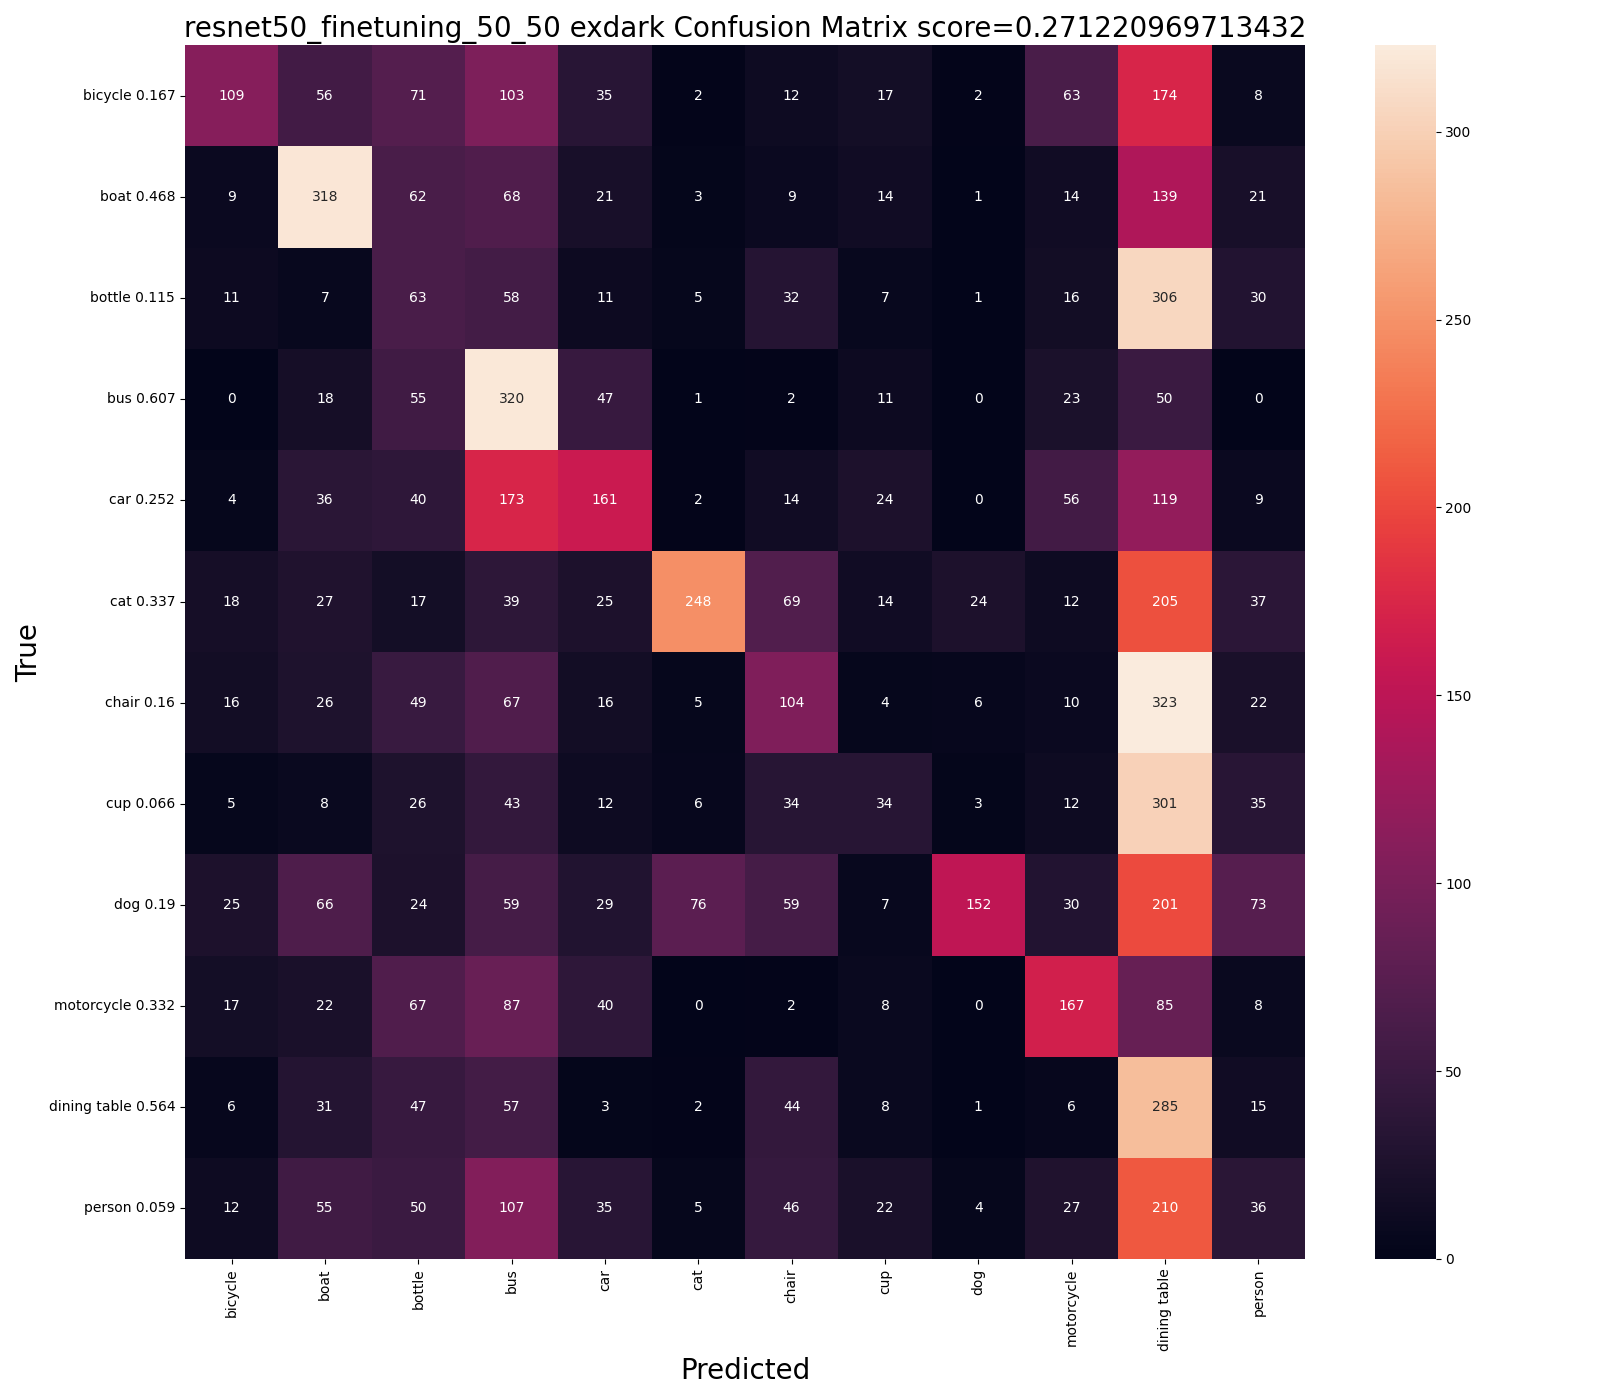 resnet50_finetuning_50_50 exdark Confusion Matrix score=0.271220969713432
bicycle 0.167 109 56 71 103 35 2 12 17 2 63 174 8
boat 0.468 9 318 62 68 21 3 9 14 1 14 139 21
bottle 0.115 11 7 63 58 11 5 32 7 1 16 306 30
bus 0.607 0 18 55 320 47 1 2 11 0 23 50 0
car 0.252 4 36 40 173 161 2 14 24 0 56 119 9
cat 0.337 18 27 17 39 25 248 69 14 24 12 205 37
chair 0.16 16 26 49 67 16 5 104 4 6 10 323 22
cup 0.066 5 8 26 43 12 6 34 34 3 12 301 35
dog 0.19 25 66 24 59 29 76 59 7 152 30 201 73
motorcycle 0.332 17 22 67 87 40 0 2 8 0 167 85 8
dining table 0.564 6 31 47 57 3 2 44 8 1 6 285 15
person 0.059 12 55 50 107 35 5 46 22 4 27 210 36
bicycle boat bottle bus car cat chair cup dog motorcycle dining table person
True
Predicted
300
250
200
150
100
50
0